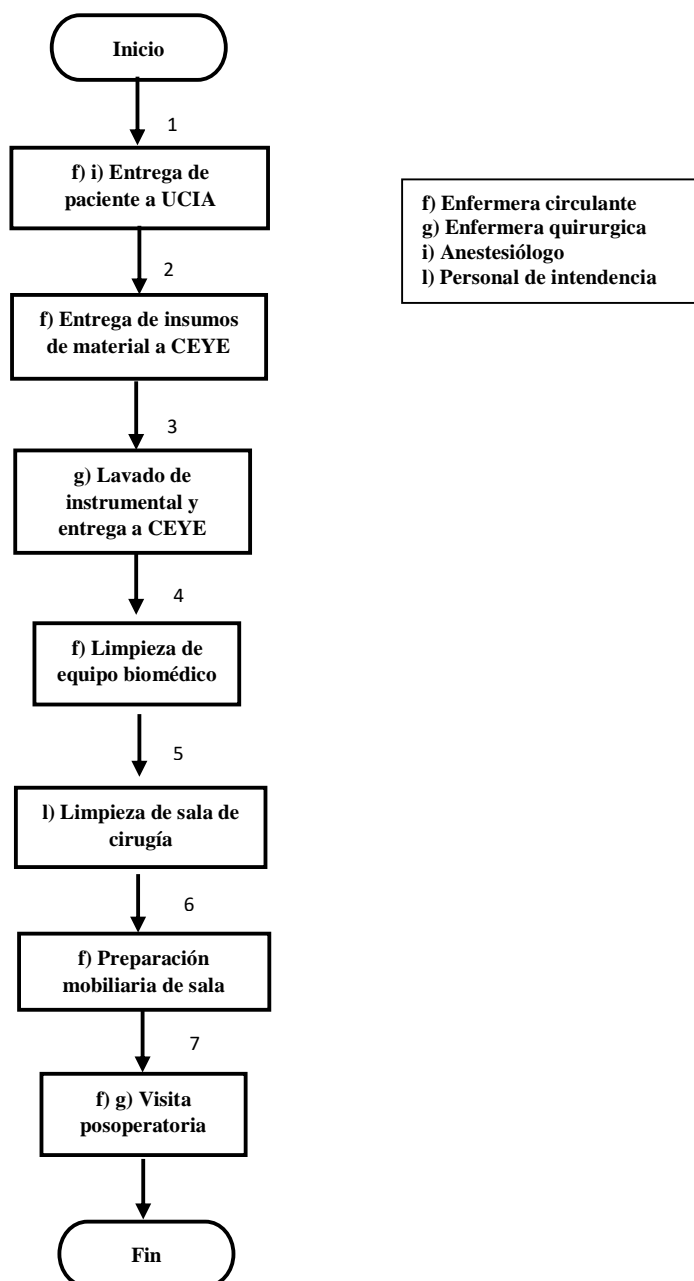 Inicio
1
f) i) Entrega de
paciente a UCIA
f) Enfermera circulante
g) Enfermera quirurgica
i) Anestesiólogo
l) Personal de intendencia
2
f) Entrega de insumos
de material a CEYE
3
g) Lavado de
instrumental y
entrega a CEYE
4
f) Limpieza de
equipo biomédico
5
l) Limpieza de sala de
cirugía
6
f) Preparación
mobiliaria de sala
7
f) g) Visita
posoperatoria
Fin